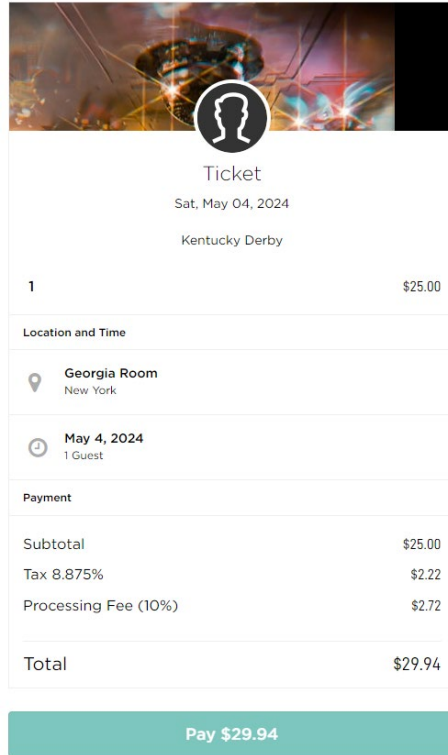 Ticket
Sat, May 04, 2024
Kentucky Derby
1 $25.00
Location and Time
Georgia Room
New York
May 4, 2024
1 Guest
Payment
Subtotal $25.00
Tax 8.875% $2.22
Processing Fee (10%) $2.72
Total $29.94
Pay $29.94